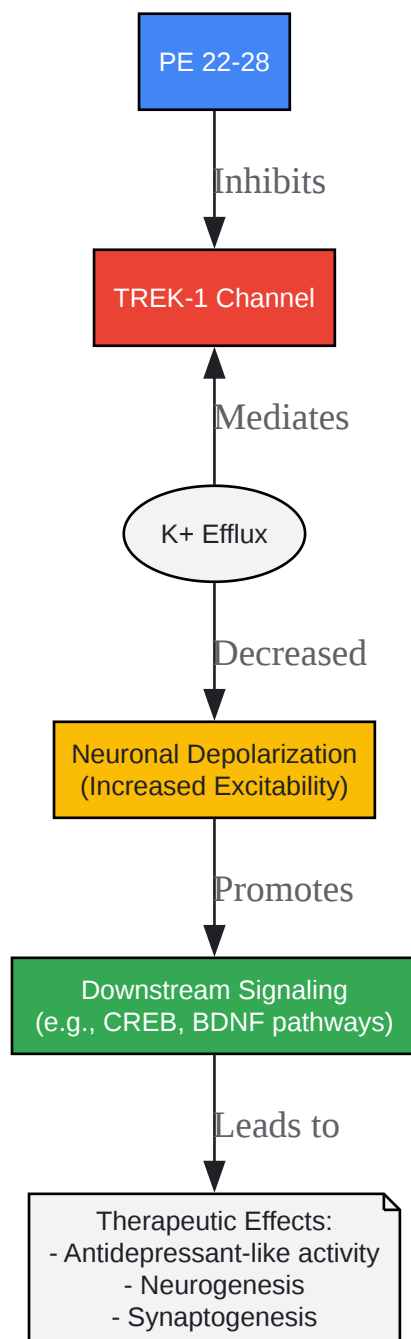 PE 22-28
Inhibits
TREK-1 Channel
Mediates
K+ Efflux
Decreased
Neuronal Depolarization
(Increased Excitability)
Promotes
Downstream Signaling
(e.g., CREB, BDNF pathways)
Leads to
Therapeutic Effects:
- Antidepressant-like activity
- Neurogenesis
- Synaptogenesis